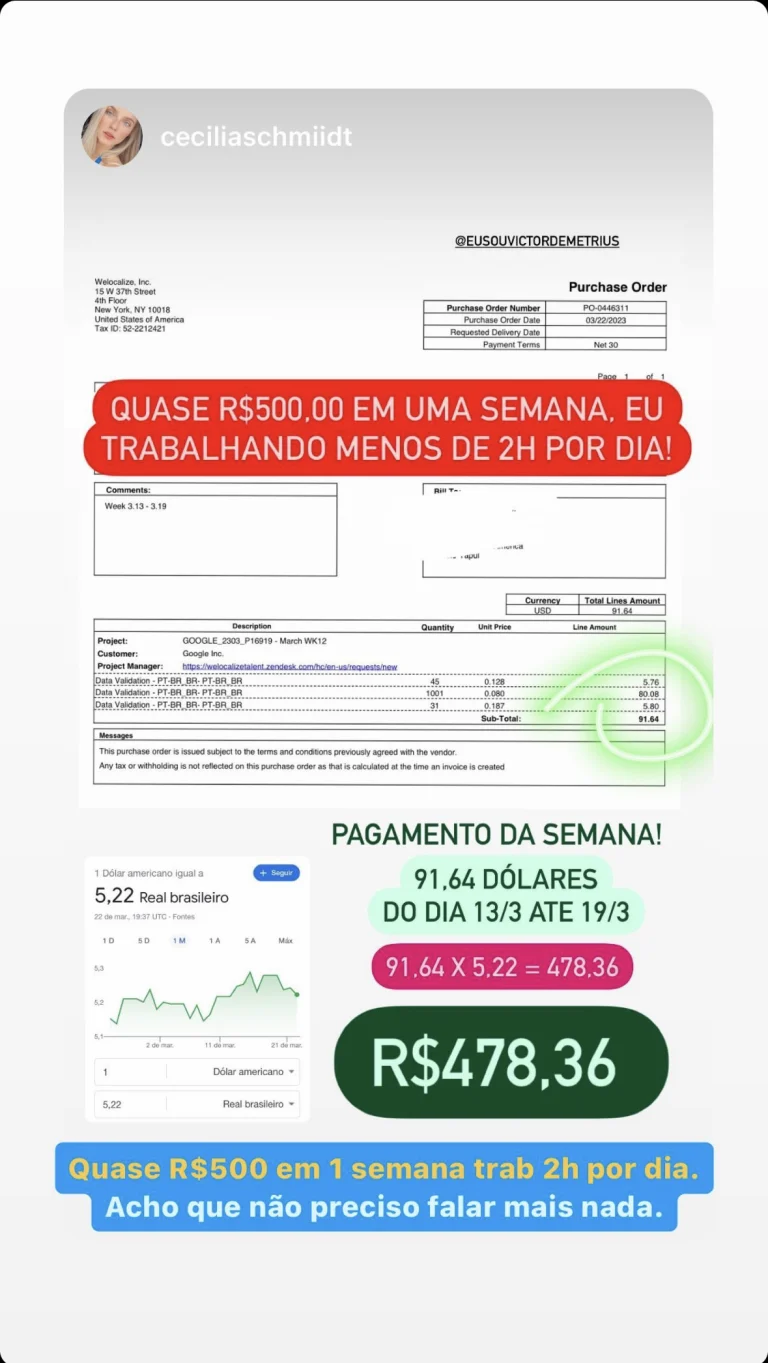 ceciliaschmiidt
@EUSOUVICTORDEMETRIUS
Welocalize, Inc.
15 W 37th Street
4th Floor
New York, NY 10018
United States of America
Tax ID: 52-2212421
Purchase Order
Purchase Order Number PO-0446311
Purchase Order Date 03/22/2023
Requested Delivery Date
Payment Terms Net 30
Page 1 of 1
QUASE R$500,00 EM UMA SEMANA, EU
TRABALHANDO MENOS DE 2H POR DIA!
Comments:
Week 3.13 - 3.19
Bill
Currency Total Lines Amount
USD 91.64
Description Quantity Unit Price Line Amount
Project: GOOGLE_2303_P16919 - March WK12
Customer: Google Inc.
Project Manager: https://welocalizetalent.zendesk.com/hc/en-us/requests/new
Data Validation - PT-BR_BR- PT-BR_BR 45 0.128 5.76
Data Validation - PT-BR_BR- PT-BR_BR 1001 0.080 80.08
Data Validation - PT-BR_BR- PT-BR_BR 31 0.187 5.80
Sub-Total: 91.64
Messages
This purchase order is issued subject to the terms and conditions previously agreed with the vendor.
Any tax or withholding is not reflected on this purchase order as that is calculated at the time an invoice is created
PAGAMENTO DA SEMANA!
91,64 DÓLARES
DO DIA 13/3 ATE 19/3
91,64 X 5,22 = 478,36
R$478,36
1 Dólar americano igual a
+ Seguir
5,22 Real brasileiro
22 de mar., 19:37 UTC · Fontes
1 D 5 D 1 M 1 A 5 A Máx
5,3
5,2
5,1
2 de mar. 11 de mar. 21 de mar.
1 Dólar americano
5,22 Real brasileiro
Quase R$500 em 1 semana trab 2h por dia.
Acho que não preciso falar mais nada.